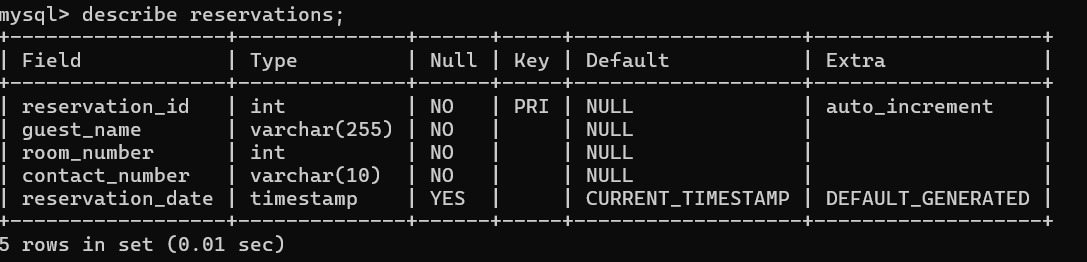 mysql> describe reservations;
+------------------+--------------+------+-----+-------------------+-------------------+
| Field            | Type         | Null | Key | Default           | Extra             |
+------------------+--------------+------+-----+-------------------+-------------------+
| reservation_id   | int          | NO   | PRI | NULL              | auto_increment    |
| guest_name       | varchar(255) | NO   |     | NULL              |                   |
| room_number      | int          | NO   |     | NULL              |                   |
| contact_number   | varchar(10)  | NO   |     | NULL              |                   |
| reservation_date | timestamp    | YES  |     | CURRENT_TIMESTAMP | DEFAULT_GENERATED |
+------------------+--------------+------+-----+-------------------+-------------------+
5 rows in set (0.01 sec)